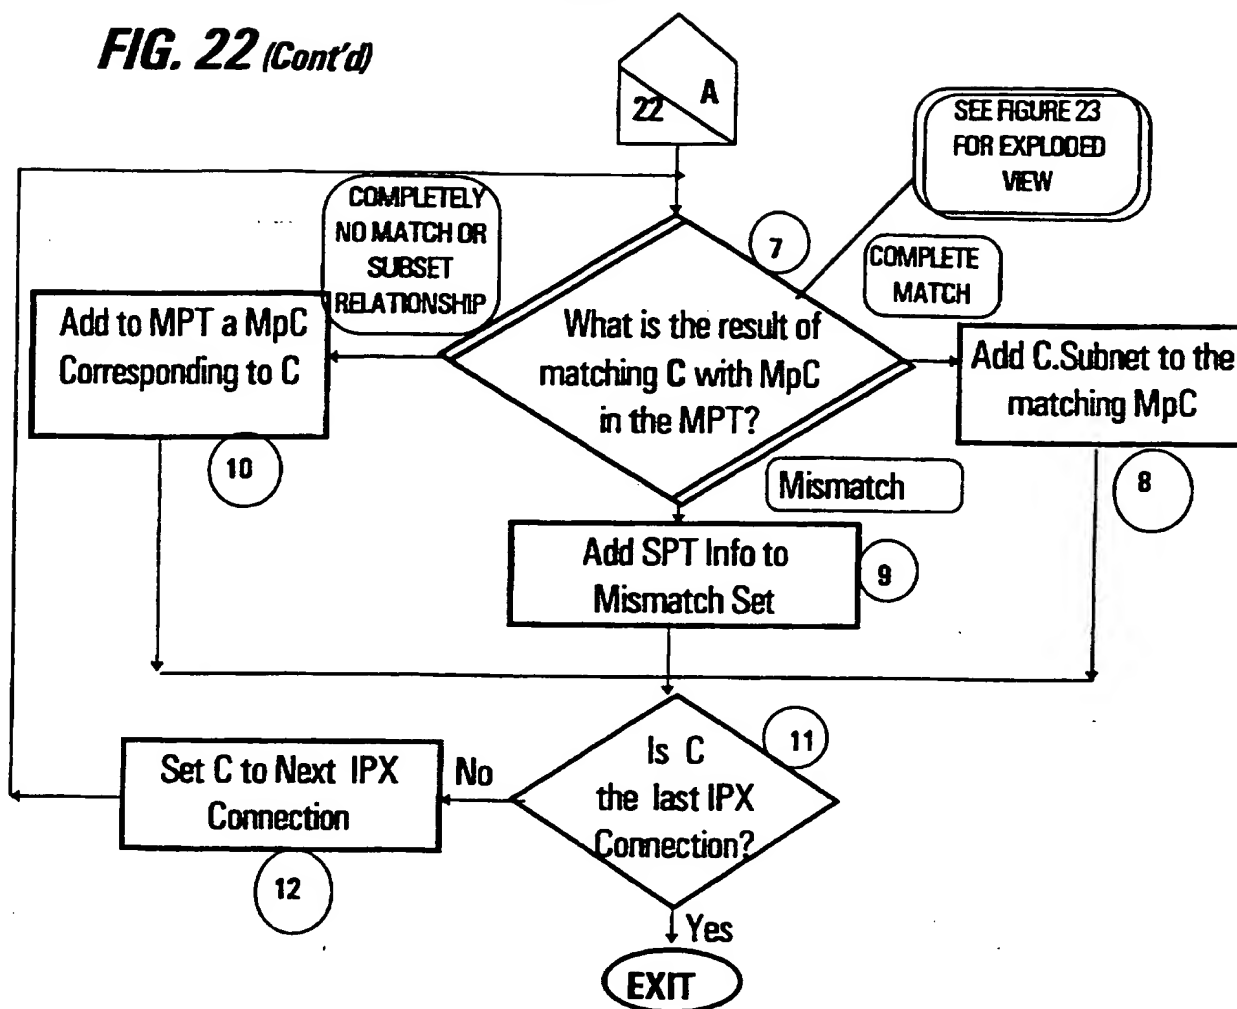 FIG. 22 (Cont'd)
22 A
SEE FIGURE 23
FOR EXPLODED
VIEW
COMPLETELY
NO MATCH OR
SUBSET
RELATIONSHIP
7
COMPLETE
MATCH
Add to MPT a MpC
Corresponding to C
10
What is the result of
matching C with MpC
in the MPT?
Add C.Subnet to the
matching MpC
8
Mismatch
Add SPT Info to
Mismatch Set
9
Is C
the last IPX
Connection?
11
No
Set C to Next IPX
Connection
12
Yes
EXIT